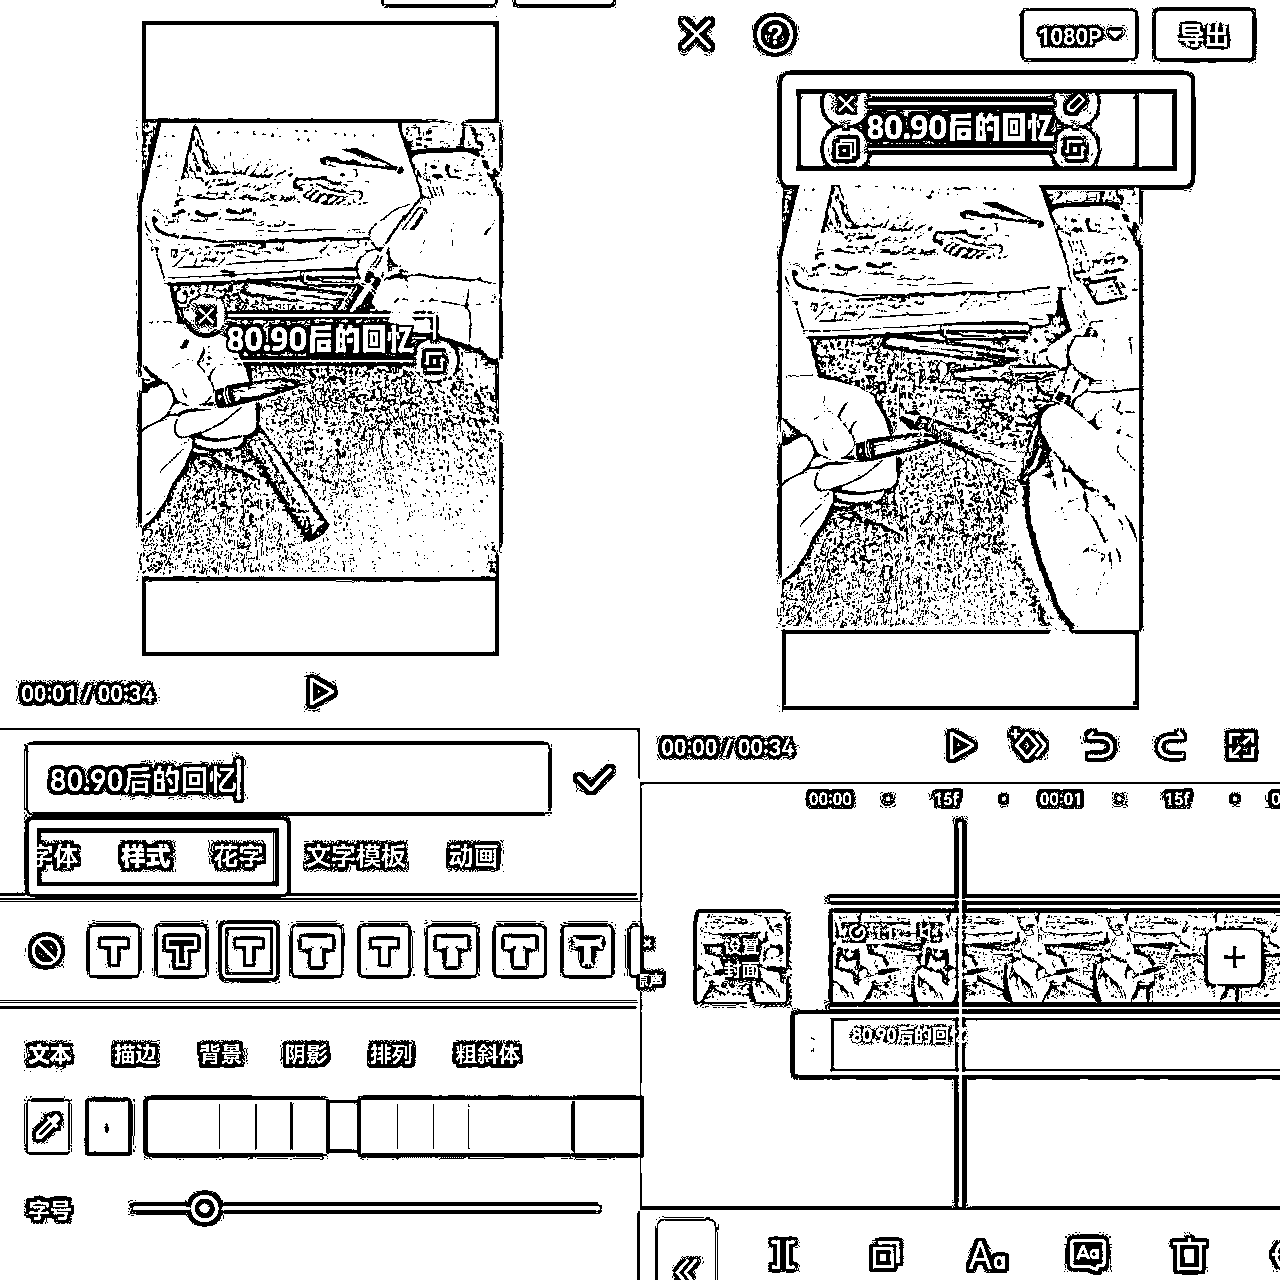 80.90后的回忆
00:01 / 00:34
80.90后的回忆
字体 样式 花字 文字模板 动画
T T T T T T T T
文本 描边 背景 阴影 排列 粗斜体
字号
1080P 导出
80.90后的回忆
00:00 / 00:34
00:00 15f 00:01 15f
设置
封面
80.90后的回忆
Aa Aa